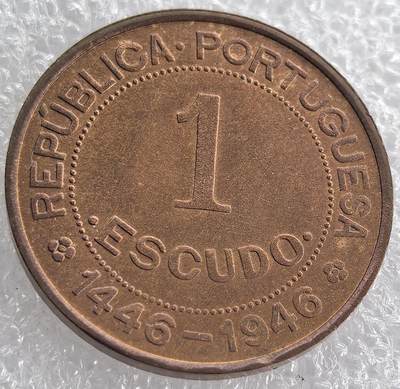 REPÚBLICA · PORTUGUESA
1
· ESCUDO ·
1446-1946